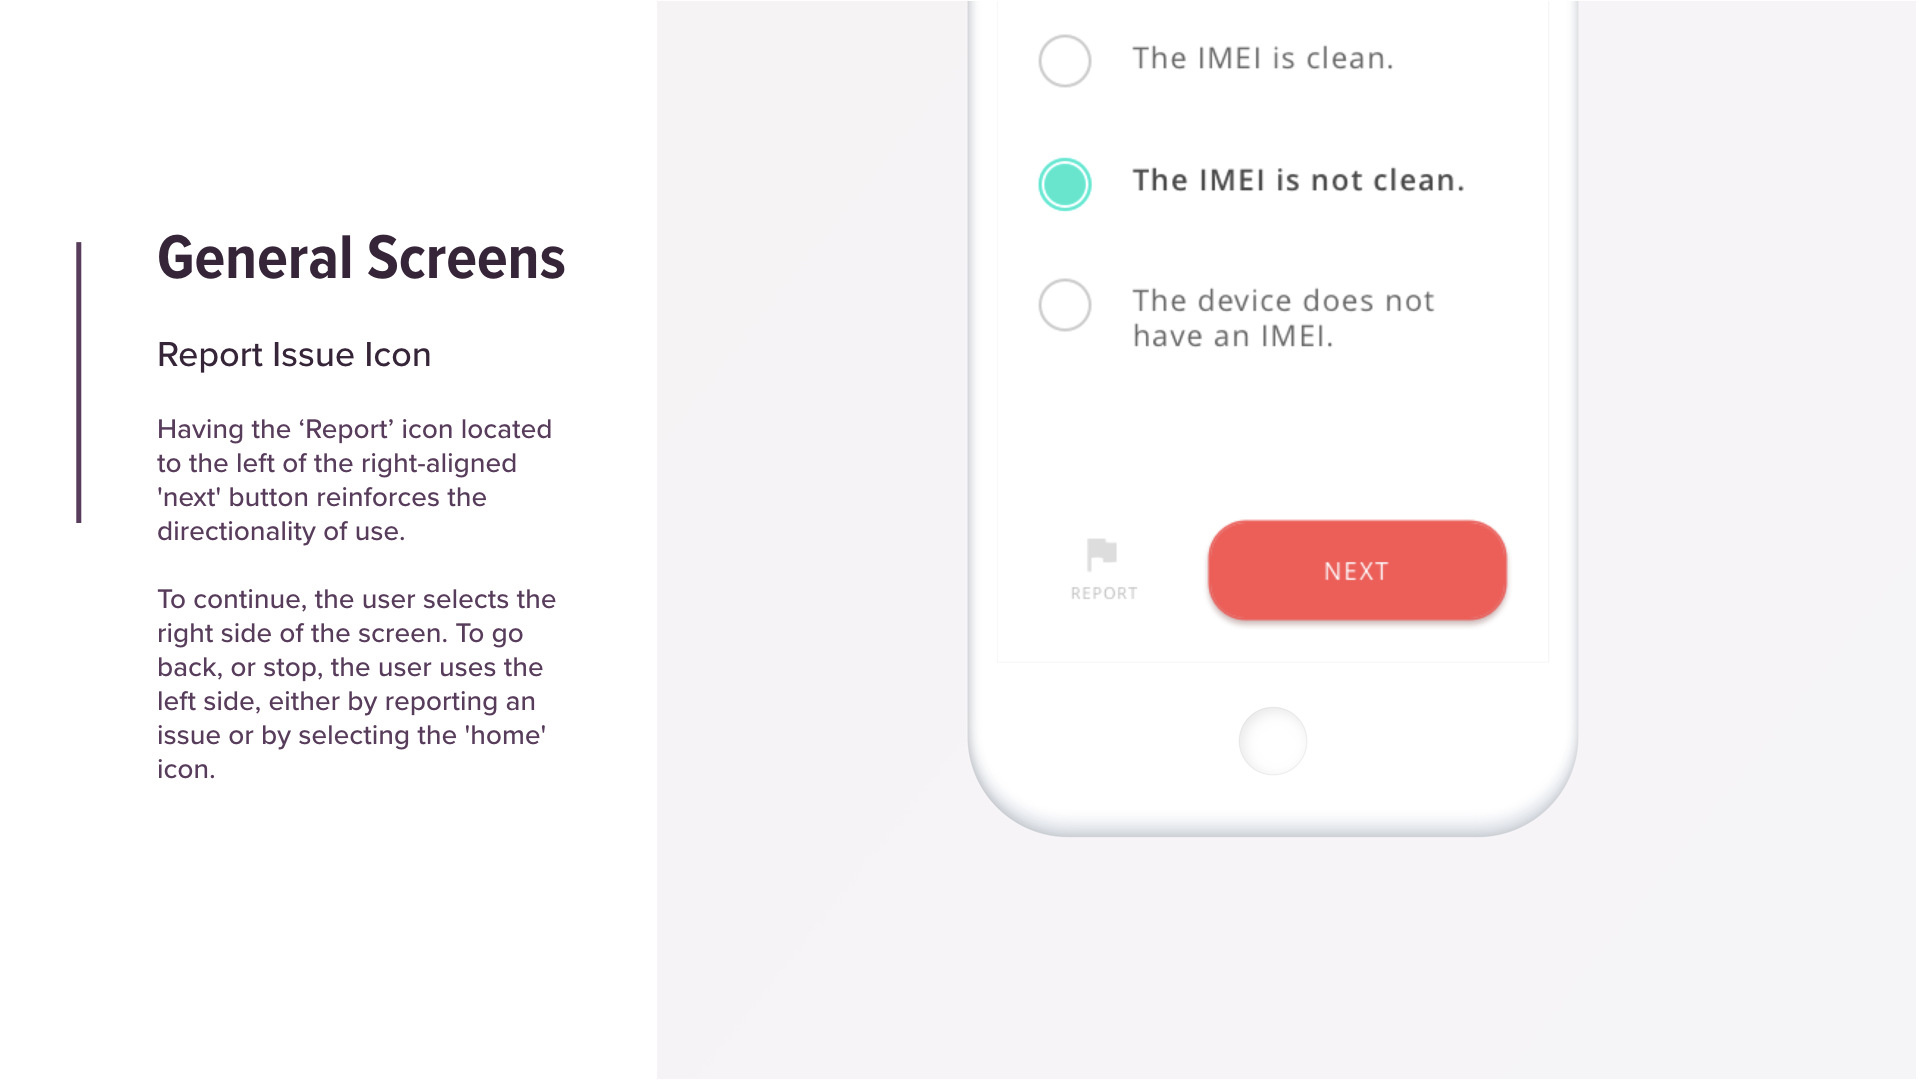 General Screens
Report Issue Icon
Having the ‘Report’ icon located
to the left of the right-aligned
'next' button reinforces the
directionality of use.
To continue, the user selects the
right side of the screen. To go
back, or stop, the user uses the
left side, either by reporting an
issue or by selecting the 'home'
icon.
The IMEI is clean.
The IMEI is not clean.
The device does not
have an IMEI.
REPORT
NEXT